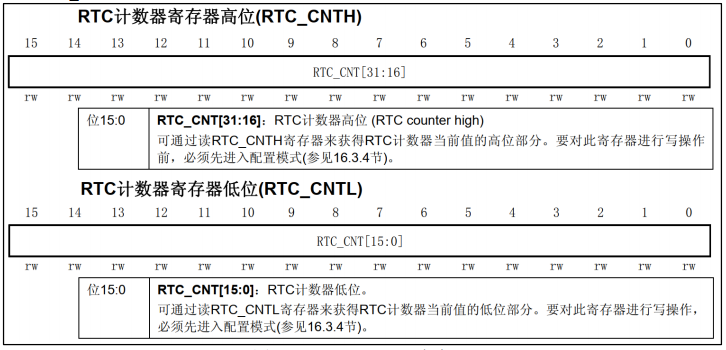 RTC计数器寄存器高位(RTC_CNTH)
15 14 13 12 11 10 9 8 7 6 5 4 3 2 1 0
RTC_CNT[31:16]
rw rw rw rw rw rw rw rw rw rw rw rw rw rw rw rw
位15:0 RTC_CNT[31:16]：RTC计数器高位 (RTC counter high)
可通过读RTC_CNTH寄存器来获得RTC计数器当前值的高位部分。要对此寄存器进行写操作
前，必须先进入配置模式(参见16.3.4节)。
RTC计数器寄存器低位(RTC_CNTL)
15 14 13 12 11 10 9 8 7 6 5 4 3 2 1 0
RTC_CNT[15:0]
rw rw rw rw rw rw rw rw rw rw rw rw rw rw rw rw
位15:0 RTC_CNT[15:0]：RTC计数器低位。
可通过读RTC_CNTL寄存器来获得RTC计数器当前值的低位部分。要对此寄存器进行写操作，
必须先进入配置模式(参见16.3.4节)。